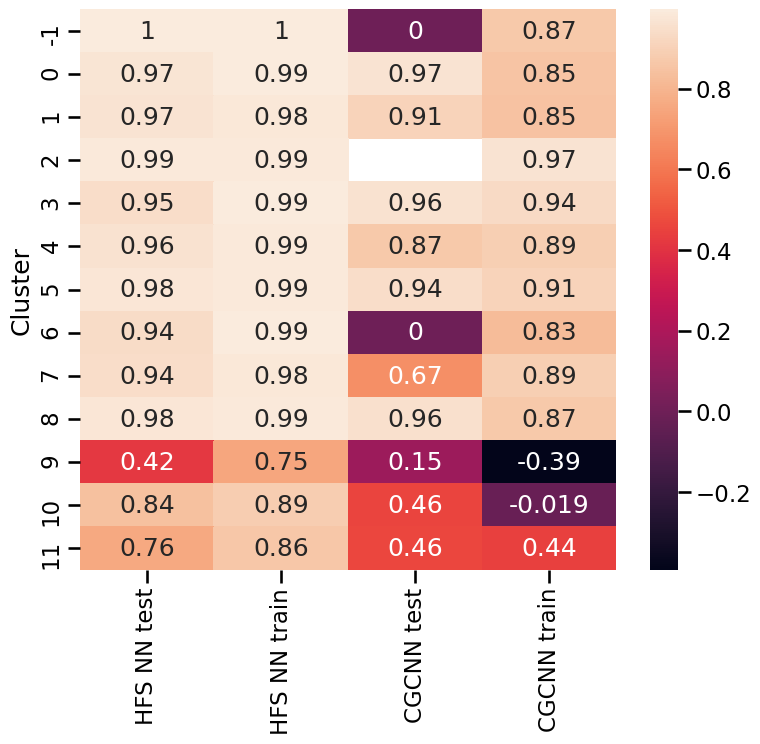 -1 1 1 0 0.87
0 0.97 0.99 0.97 0.85
1 0.97 0.98 0.91 0.85
2 0.99 0.99 0.97
3 0.95 0.99 0.96 0.94
4 0.96 0.99 0.87 0.89
5 0.98 0.99 0.94 0.91
6 0.94 0.99 0 0.83
7 0.94 0.98 0.67 0.89
8 0.98 0.99 0.96 0.87
9 0.42 0.75 0.15 -0.39
10 0.84 0.89 0.46 -0.019
11 0.76 0.86 0.46 0.44
Cluster
HFS NN test
HFS NN train
CGCNN test
CGCNN train
0.8
0.6
0.4
0.2
0.0
−0.2